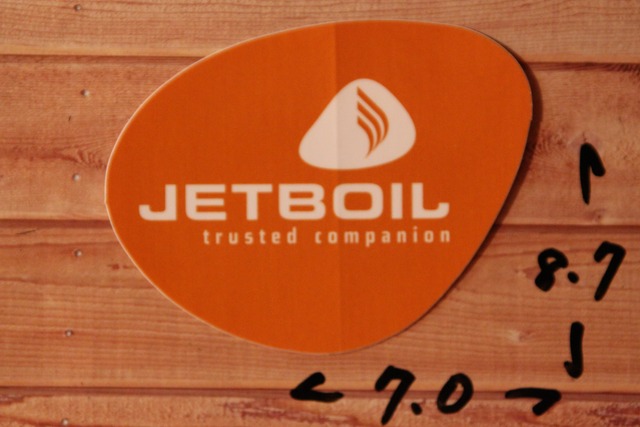 JETBOIL
trusted companion
8.7
7.0